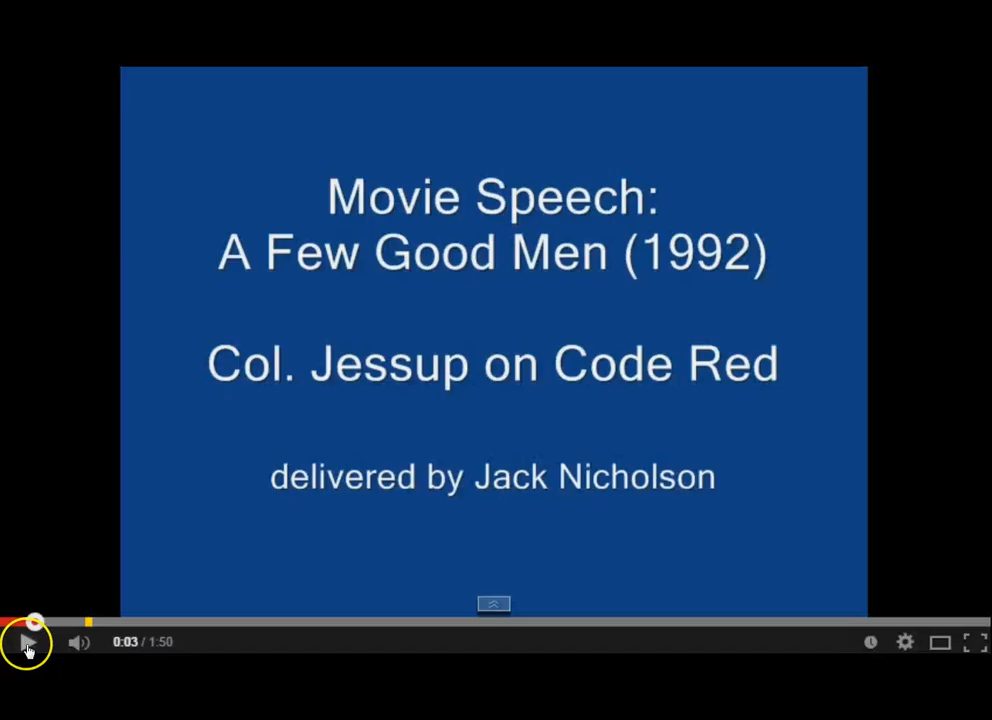 Movie Speech:
A Few Good Men (1992)
Col. Jessup on Code Red
delivered by Jack Nicholson
0:03 / 1:50